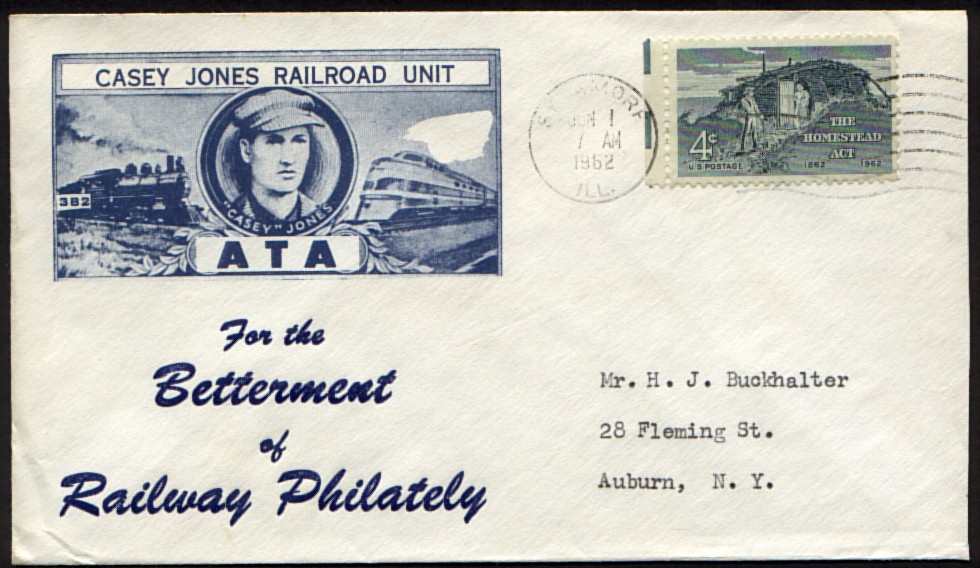 CASEY JONES RAILROAD UNIT
382
"CASEY" JONES
ATA
For the
Betterment
of
Railway Philately
JUN 1
7 AM
1962
ILL.
4¢
U.S. POSTAGE
THE
HOMESTEAD
ACT
1862 1962
Mr. H. J. Buckhalter
28 Fleming St.
Auburn, N. Y.